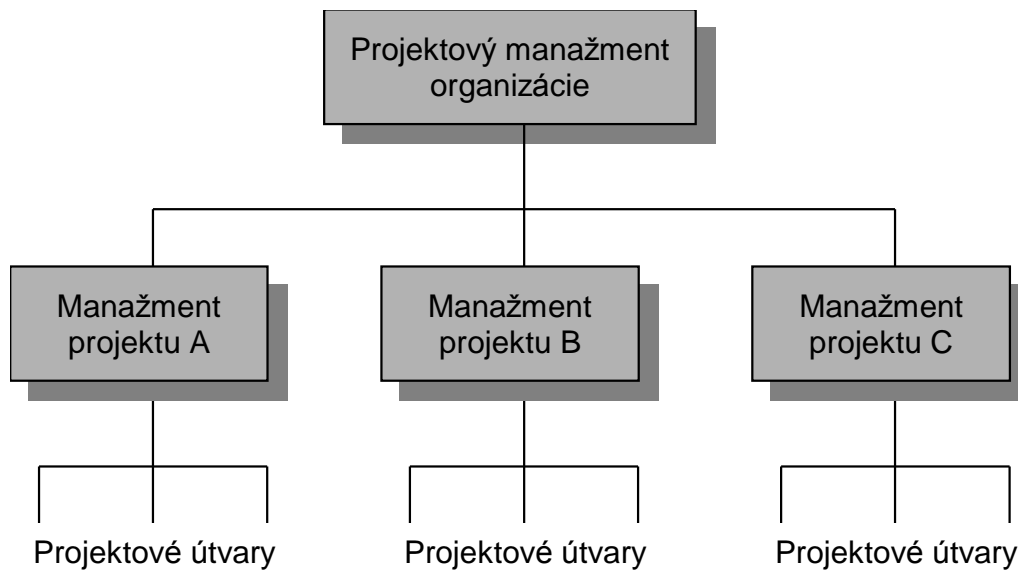 Projektový manažment
organizácie
Manažment
projektu A
Manažment
projektu B
Manažment
projektu C
Projektové útvary
Projektové útvary
Projektové útvary